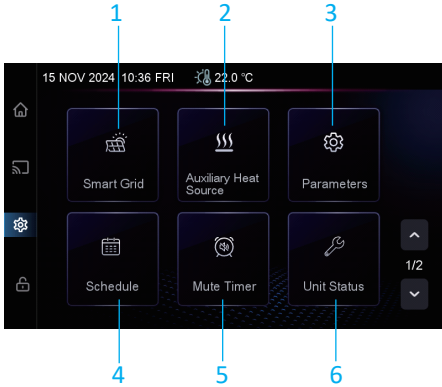 1 2 3
15 NOV 2024 10:36 FRI 22.0 °C
Smart Grid
Auxiliary Heat
Source
Parameters
Schedule
Mute Timer
Unit Status
1/2
4 5 6